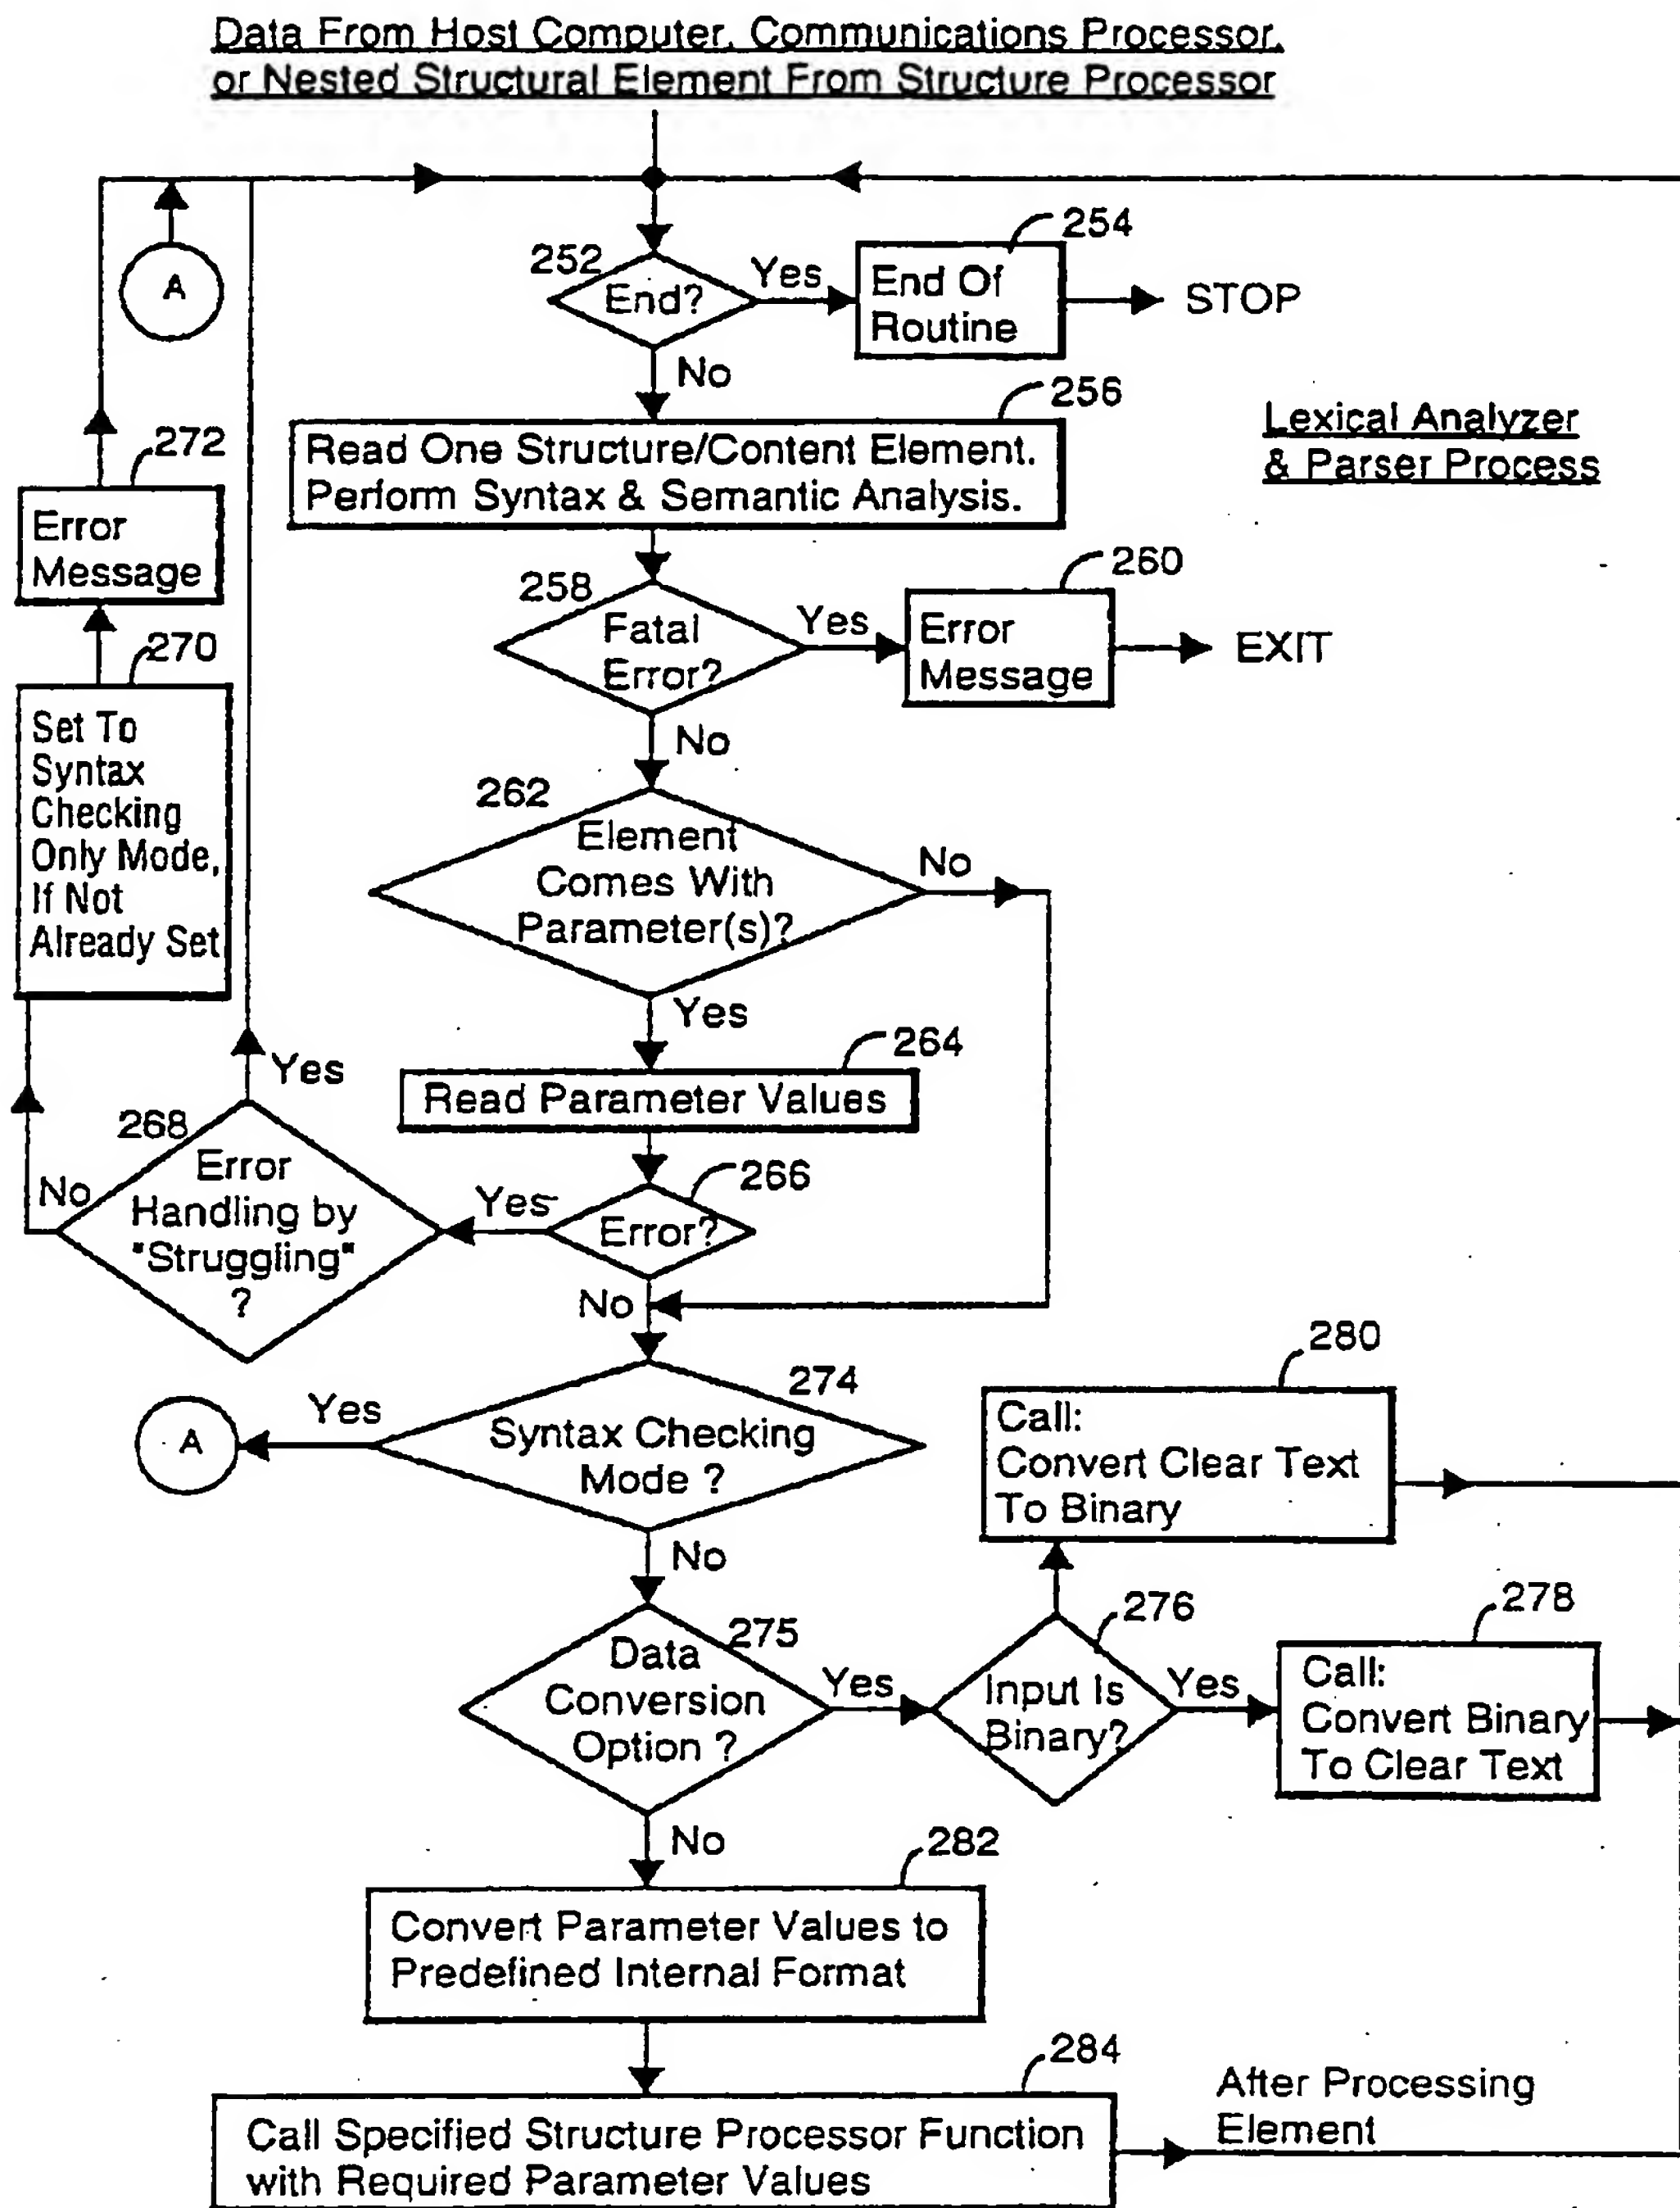 Data From Host Computer, Communications Processor,
or Nested Structural Element From Structure Processor
A
252
End?
Yes
254
End Of
Routine
STOP
No
256
Read One Structure/Content Element.
Perform Syntax & Semantic Analysis.
Lexical Analyzer
& Parser Process
272
Error
Message
258
Fatal
Error?
Yes
260
Error
Message
EXIT
No
270
Set To
Syntax
Checking
Only Mode,
If Not
Already Set
262
Element
Comes With
Parameter(s)?
No
Yes
264
Read Parameter Values
Yes
268
Error
Handling by
"Struggling"
?
No
Yes
266
Error?
No
274
Syntax Checking
Mode ?
Yes
A
No
280
Call:
Convert Clear Text
To Binary
275
Data
Conversion
Option ?
Yes
276
Input Is
Binary?
Yes
278
Call:
Convert Binary
To Clear Text
No
282
Convert Parameter Values to
Predefined Internal Format
284
Call Specified Structure Processor Function
with Required Parameter Values
After Processing
Element